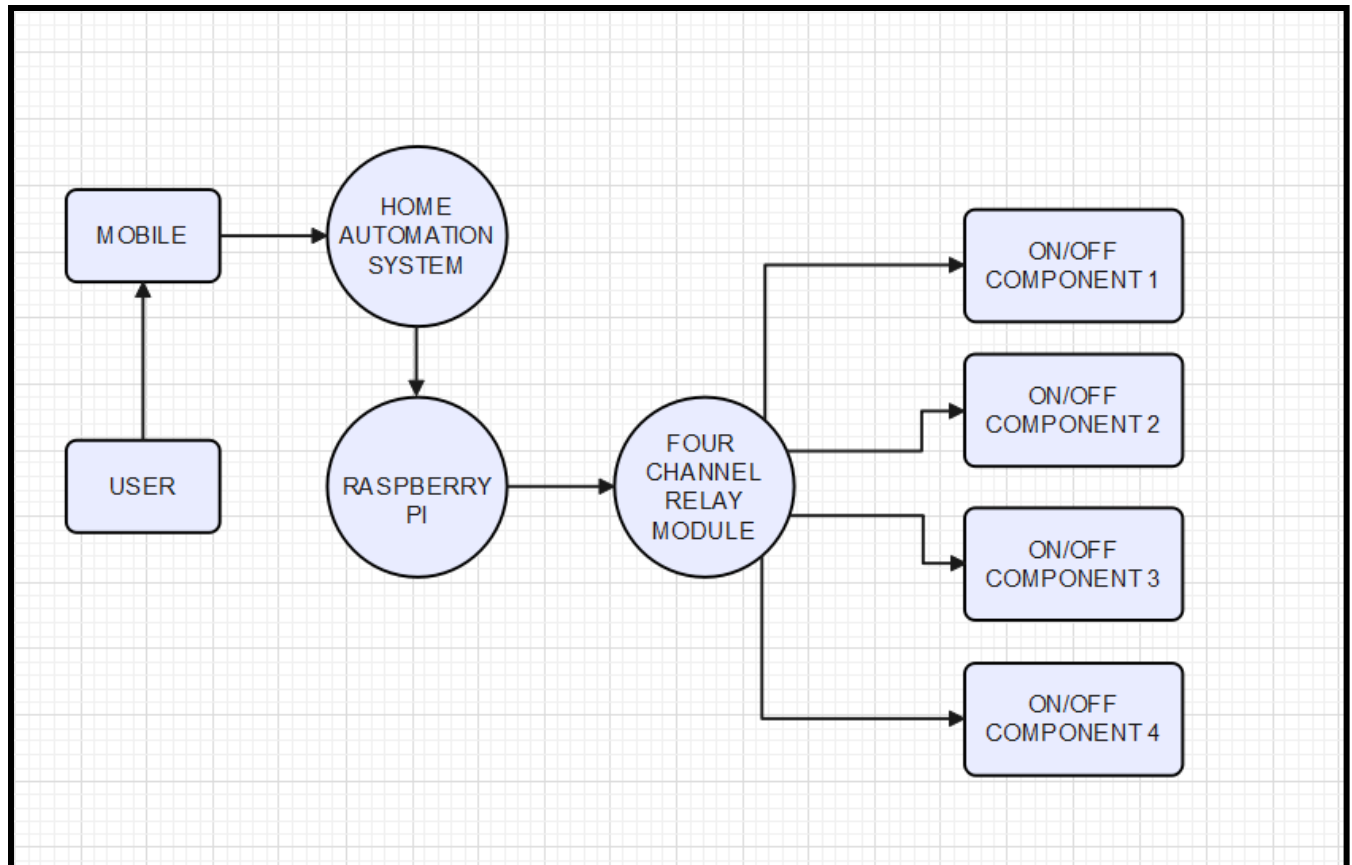 HOME
AUTOMATION
SYSTEM
MOBILE
ON/OFF
COMPONENT 1
ON/OFF
COMPONENT 2
FOUR
CHANNEL
RELAY
MODULE
USER
RASPBERRY
PI
ON/OFF
COMPONENT 3
ON/OFF
COMPONENT 4